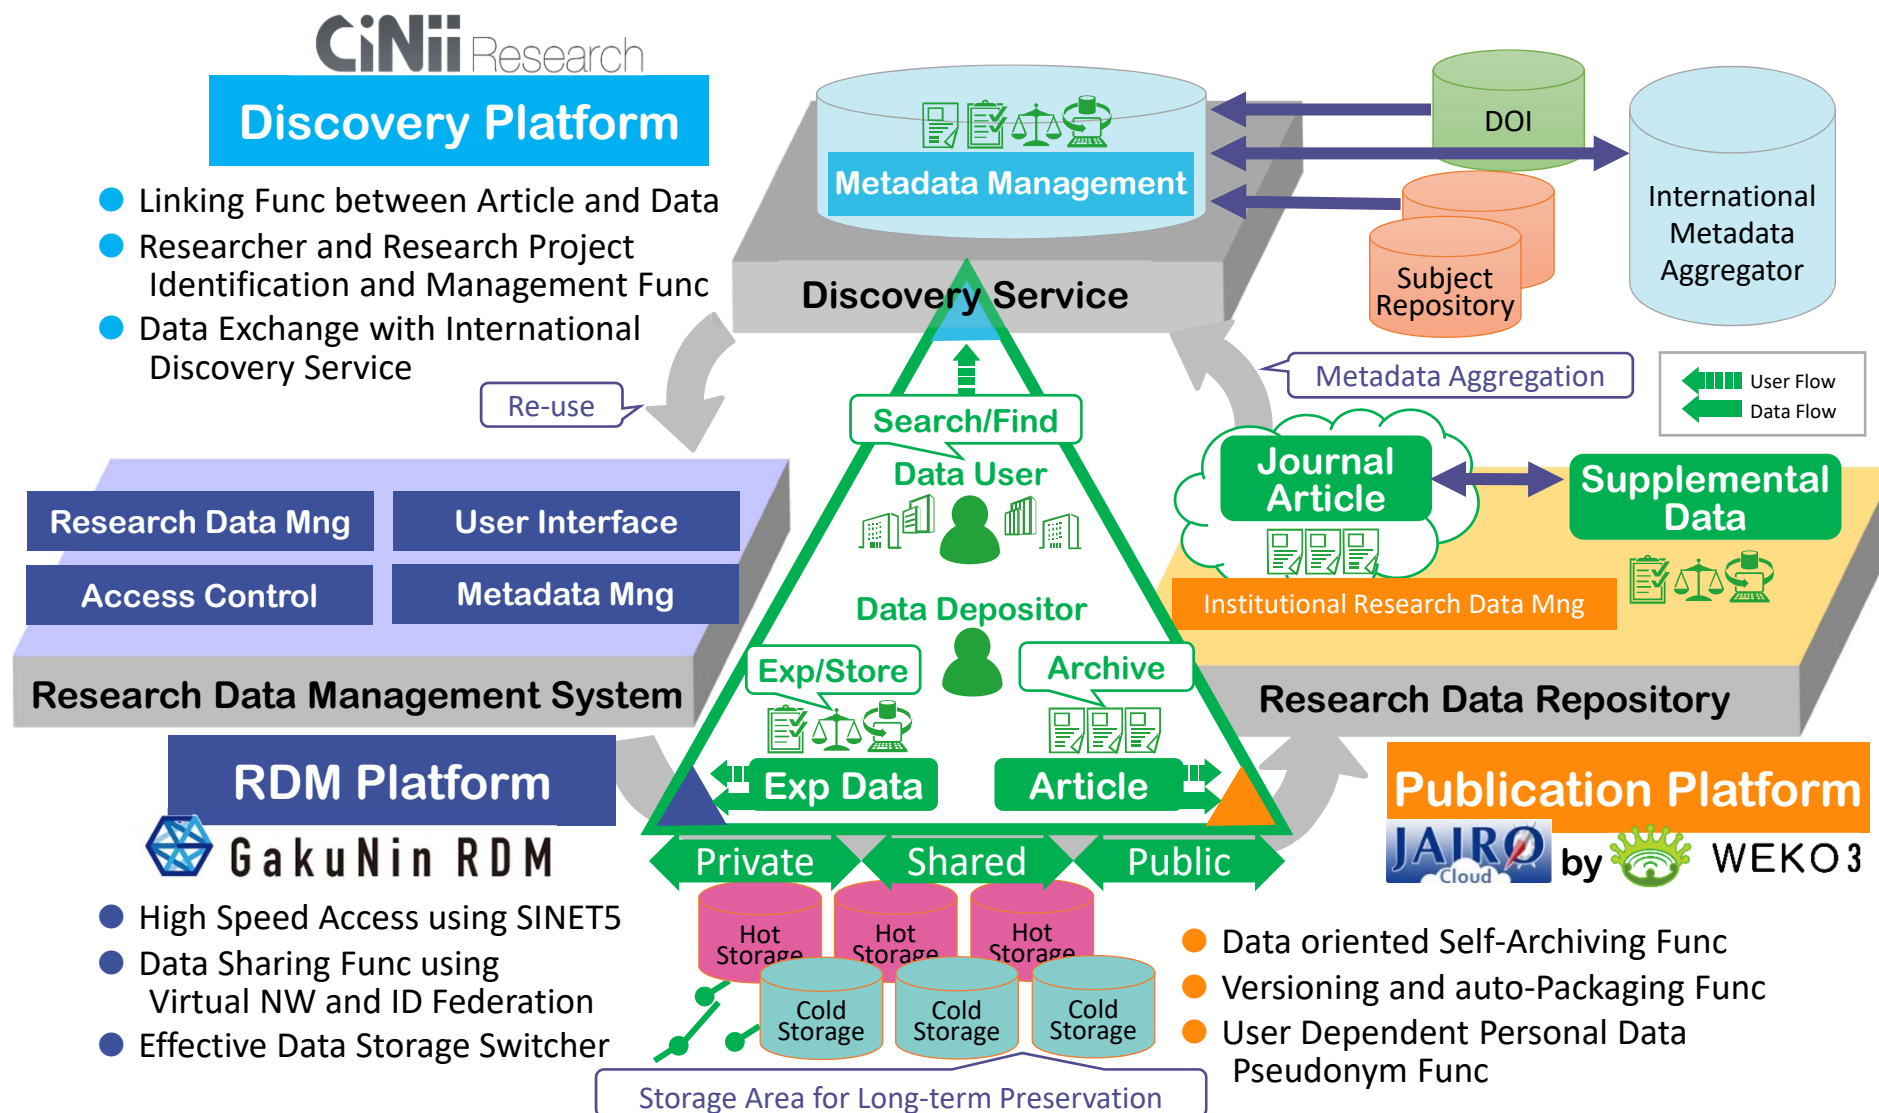 CiNii Research
Discovery Platform
Linking Func between Article and Data
Researcher and Research Project
Identification and Management Func
Data Exchange with International
Discovery Service
Metadata Management
Discovery Service
DOI
Subject
Repository
International
Metadata
Aggregator
Re-use
Metadata Aggregation
User Flow
Data Flow
Search/Find
Data User
Data Depositor
Exp/Store
Archive
Exp Data
Article
Research Data Mng
User Interface
Access Control
Metadata Mng
Research Data Management System
Journal
Article
Supplemental
Data
Institutional Research Data Mng
Research Data Repository
RDM Platform
GakuNin RDM
High Speed Access using SINET5
Data Sharing Func using
Virtual NW and ID Federation
Effective Data Storage Switcher
Private
Shared
Public
Hot
Storage
Hot
Storage
Hot
Storage
Cold
Storage
Cold
Storage
Cold
Storage
Storage Area for Long-term Preservation
Publication Platform
JAIRO
Cloud
by
WEKO3
Data oriented Self-Archiving Func
Versioning and auto-Packaging Func
User Dependent Personal Data
Pseudonym Func